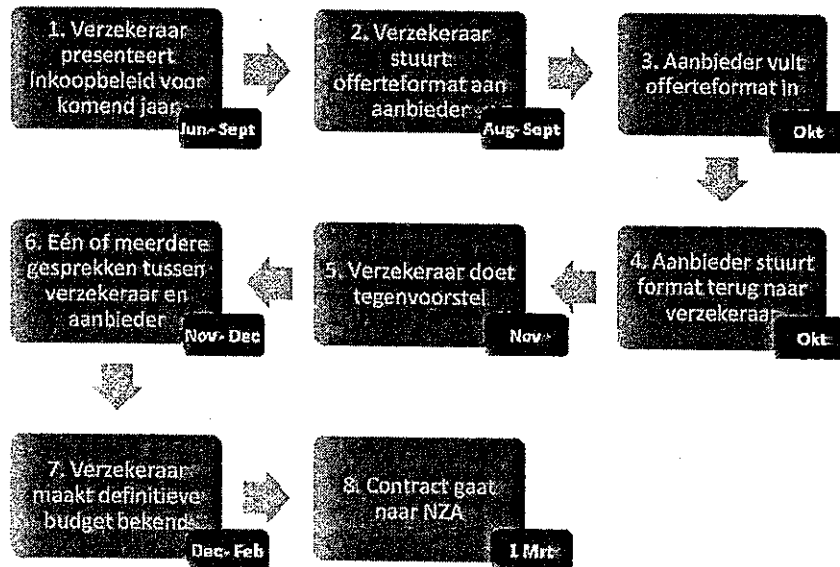 1. Verzekeraar
presenteert
inkoopbeleid voor
komend jaar
Jun-Sept
2. Verzekeraar
stuurt
offerteformat aan
aanbieder
Aug-Sept
3. Aanbieder vult
offerteformat in
Okt
4. Aanbieder stuurt
format terug naar
verzekeraar
Okt
5. Verzekeraar doet
tegenvoorstel
Nov
6. Eén of meerdere
gesprekken tussen
verzekeraar en
aanbieder
Nov-Dec
7. Verzekeraar
maakt definitieve
budget bekend
Dec-Feb
8. Contract gaat
naar NZA
1 Mrt